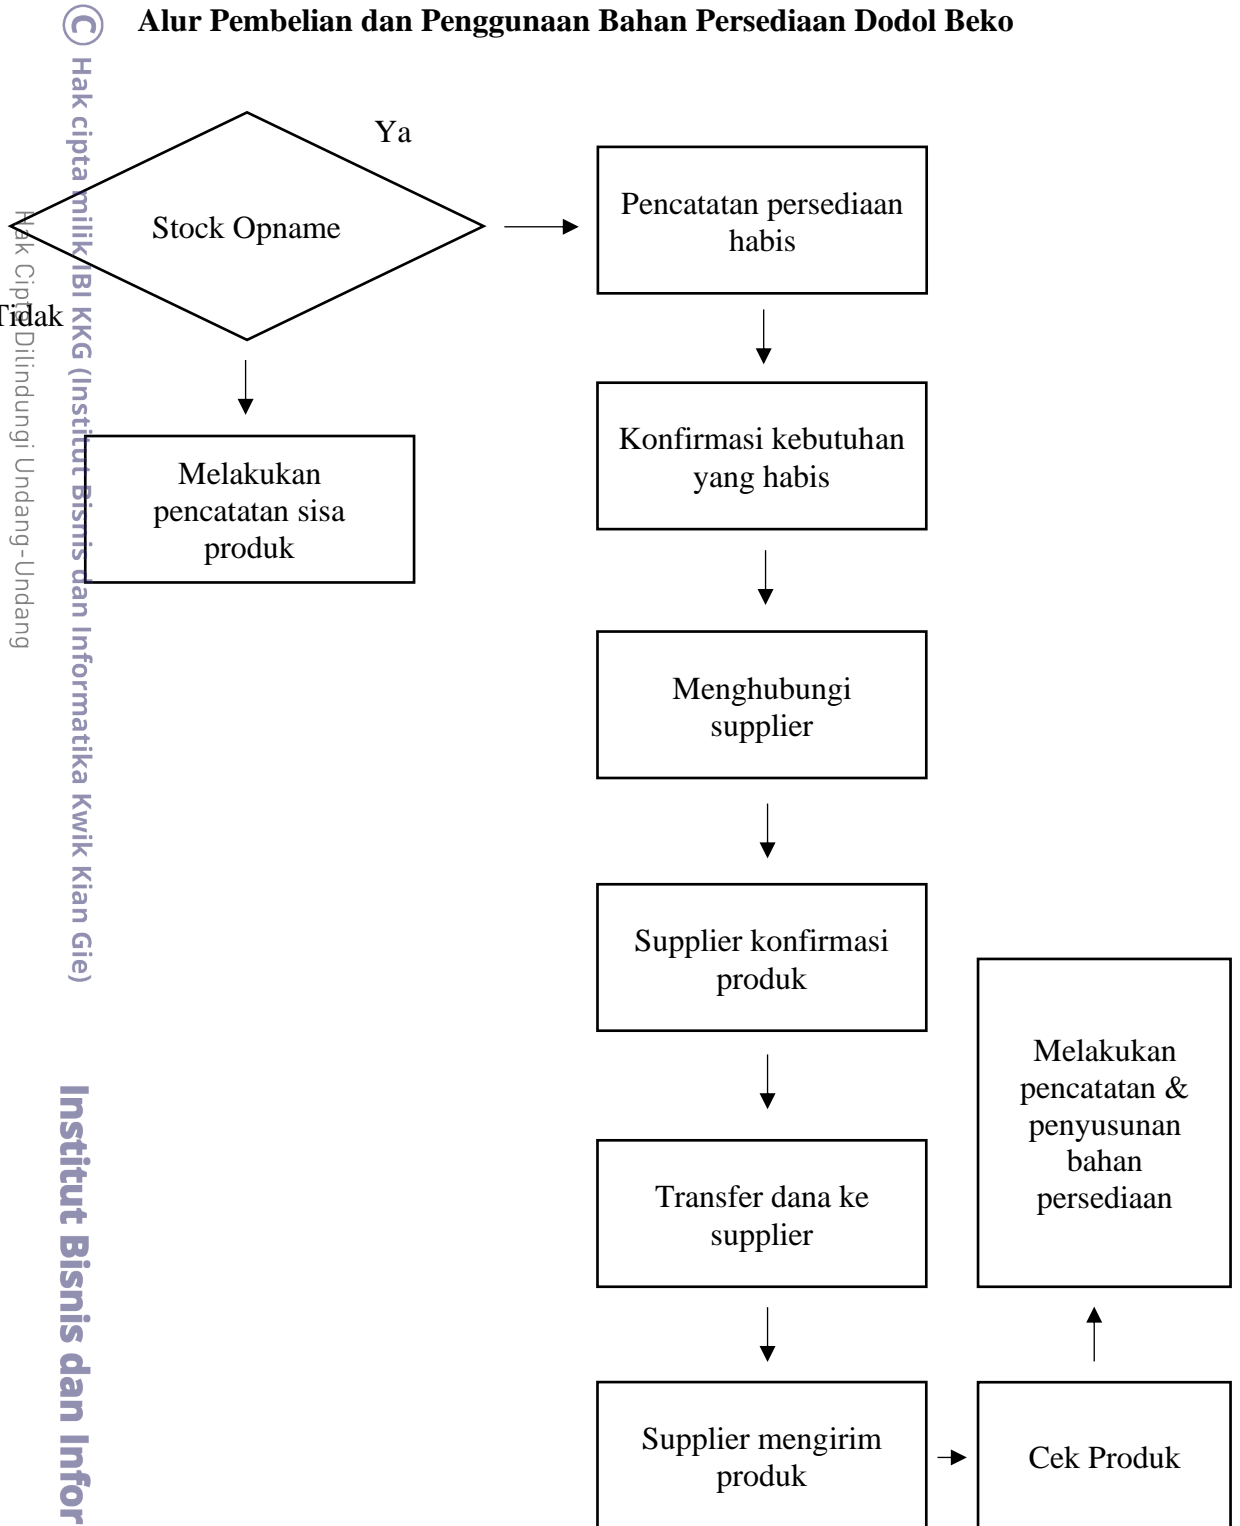 Alur Pembelian dan Penggunaan Bahan Persediaan Dodol Beko
Ya
Stock Opname
Tidak
Melakukan
pencatatan sisa
produk
Pencatatan persediaan
habis
Konfirmasi kebutuhan
yang habis
Menghubungi
supplier
Supplier konfirmasi
produk
Transfer dana ke
supplier
Supplier mengirim
produk
Cek Produk
Melakukan
pencatatan &
penyusunan
bahan
persediaan
© Hak cipta milik IBI KKG (Institut Bisnis dan Informatika Kwik Kian Gie)
Hak Cipta Dilindungi Undang-Undang
Institut Bisnis dan Infor